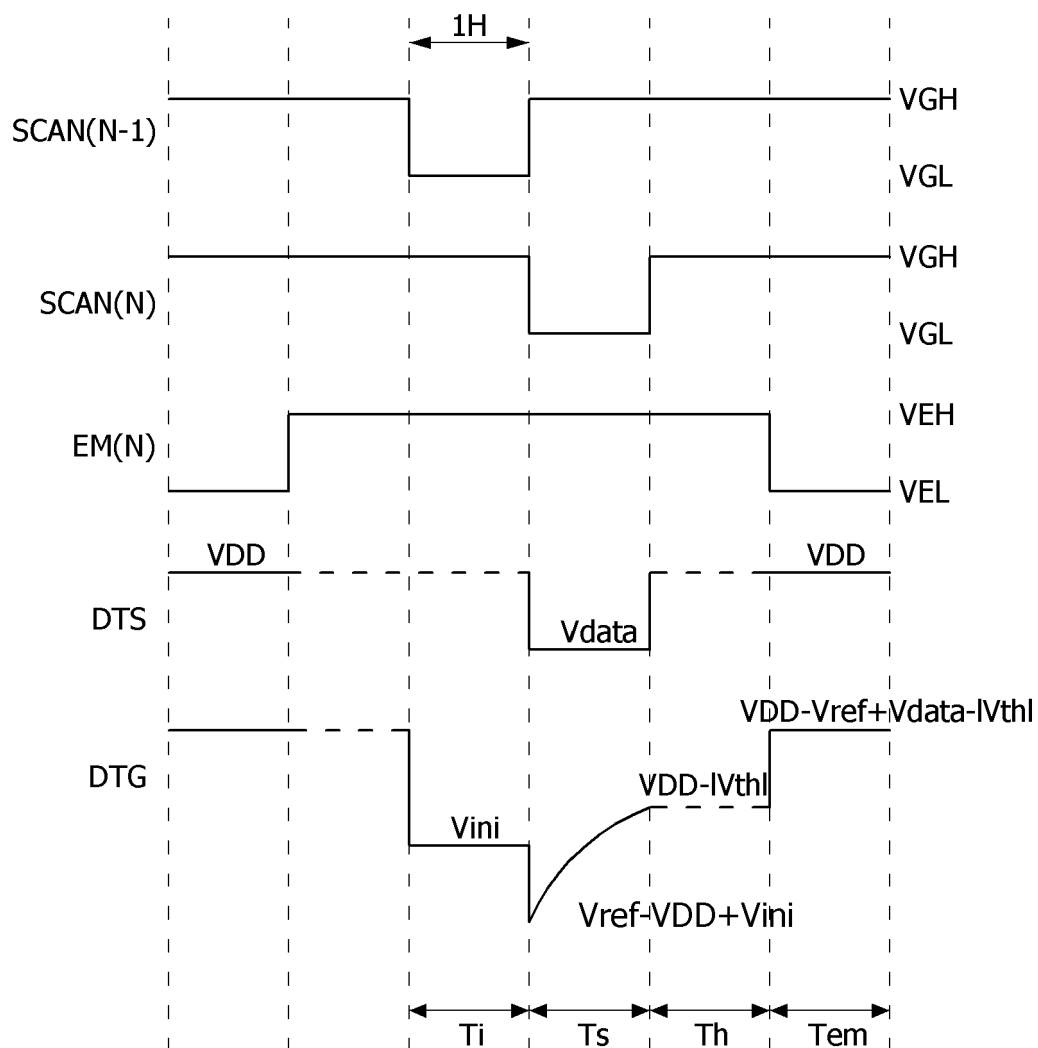 1H
VGH
SCAN(N-1)
VGL
VGH
SCAN(N)
VGL
VEH
EM(N)
VEL
VDD VDD
DTS
Vdata
VDD-Vref+Vdata-lVthl
DTG
VDD-lVthl
Vini
Vref-VDD+Vini
Ti Ts Th Tem